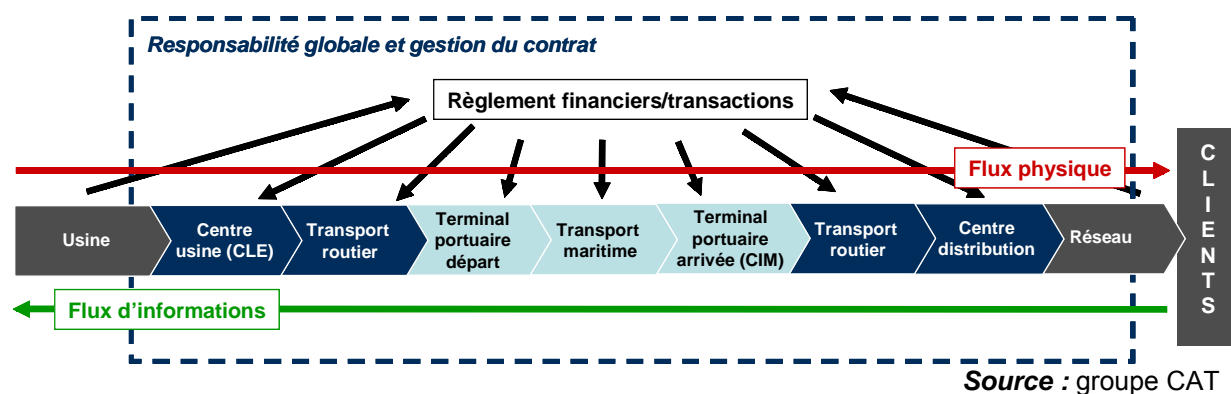 Responsabilité globale et gestion du contrat
Règlement financiers/transactions
Flux physique
Usine
Centre
usine (CLE)
Transport
routier
Terminal
portuaire
départ
Transport
maritime
Terminal
portuaire
arrivée (CIM)
Transport
routier
Centre
distribution
Réseau
CLIENTS
Flux d'informations
Source : groupe CAT